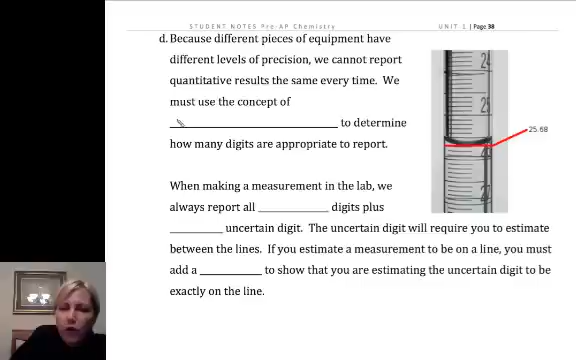 STUDENT NOTES Pre-AP Chemistry UNIT 1 | Page 38
d. Because different pieces of equipment have
different levels of precision, we cannot report
quantitative results the same every time. We
must use the concept of
____________________ to determine
how many digits are appropriate to report.
24
25
26
27
25.68
When making a measurement in the lab, we
always report all __________ digits plus
________ uncertain digit. The uncertain digit will require you to estimate
between the lines. If you estimate a measurement to be on a line, you must
add a _________ to show that you are estimating the uncertain digit to be
exactly on the line.